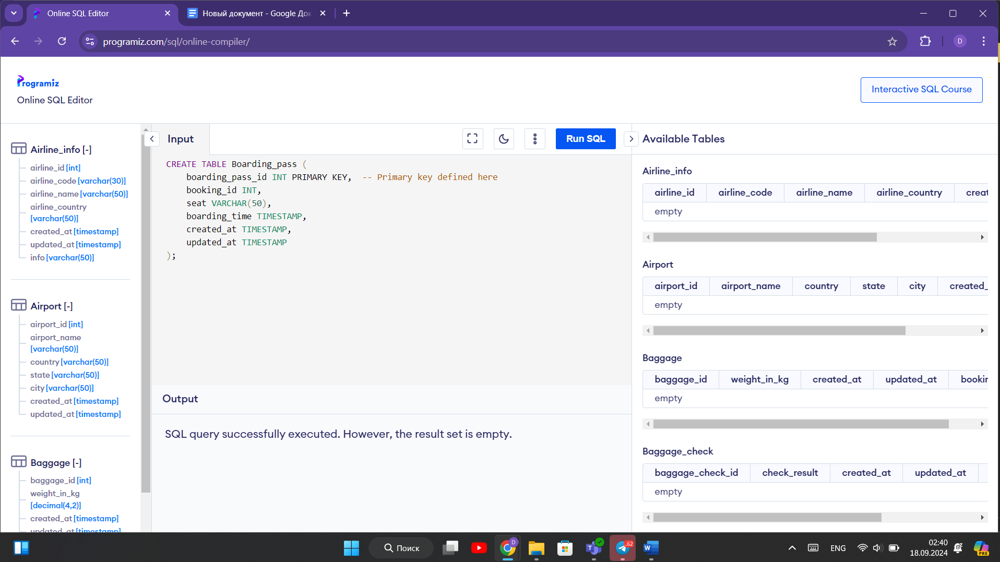 Online SQL Editor
Новый документ - Google Док
programiz.com/sql/online-compiler/
D
Programiz
Online SQL Editor
Interactive SQL Course
Airline_info [-]
airline_id [int]
airline_code [varchar(30)]
airline_name [varchar(50)]
airline_country
[varchar(50)]
created_at [timestamp]
updated_at [timestamp]
info [varchar(50)]
Airport [-]
airport_id [int]
airport_name
[varchar(50)]
country [varchar(50)]
state [varchar(50)]
city [varchar(50)]
created_at [timestamp]
updated_at [timestamp]
Baggage [-]
baggage_id [int]
weight_in_kg
[decimal(4,2)]
created_at [timestamp]
updated_at [timestamp]
Input
Run SQL
CREATE TABLE Boarding_pass (
boarding_pass_id INT PRIMARY KEY,  -- Primary key defined here
booking_id INT,
seat VARCHAR(50),
boarding_time TIMESTAMP,
created_at TIMESTAMP,
updated_at TIMESTAMP
);
Output
SQL query successfully executed. However, the result set is empty.
Available Tables
Airline_info
airline_id airline_code airline_name airline_country creat
empty
Airport
airport_id airport_name country state city created_
empty
Baggage
baggage_id weight_in_kg created_at updated_at bookin
empty
Baggage_check
baggage_check_id check_result created_at updated_at
empty
Поиск
D
T
..62
W
ENG
02:40
18.09.2024
PRE